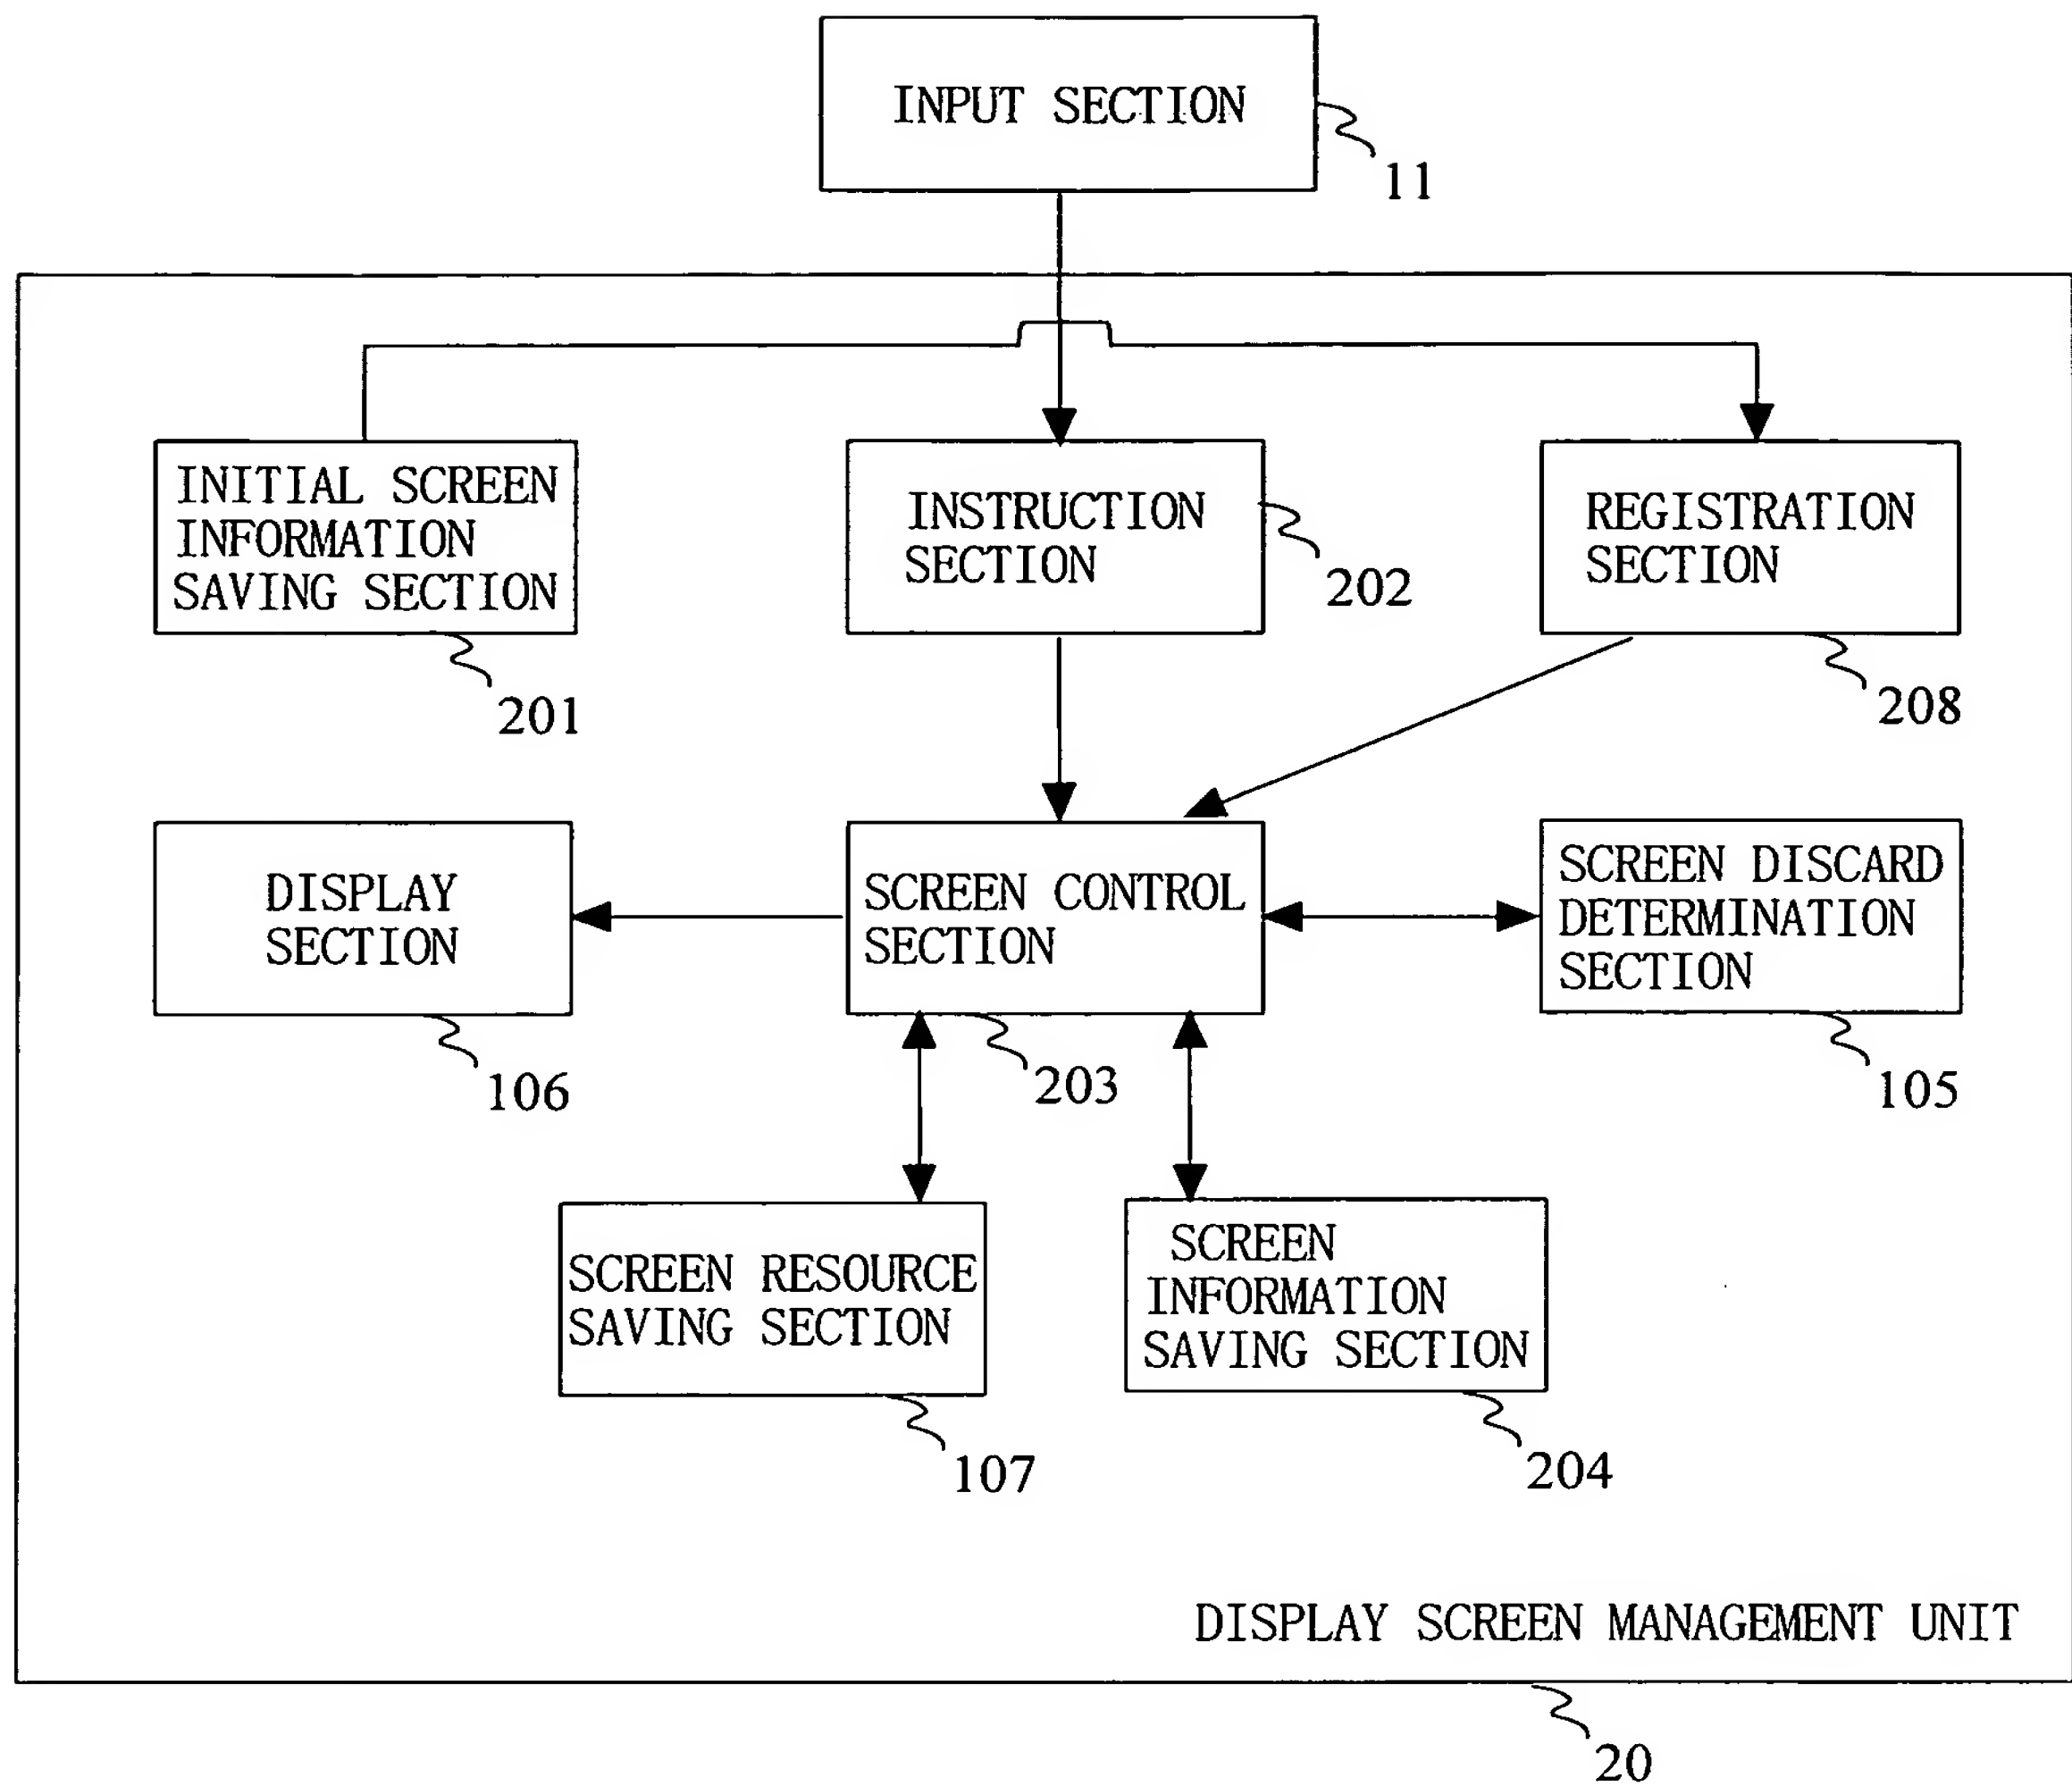 INPUT SECTION
11
INITIAL SCREEN
INFORMATION
SAVING SECTION
201
INSTRUCTION
SECTION
202
REGISTRATION
SECTION
208
DISPLAY
SECTION
106
SCREEN CONTROL
SECTION
203
SCREEN DISCARD
DETERMINATION
SECTION
105
SCREEN RESOURCE
SAVING SECTION
107
SCREEN
INFORMATION
SAVING SECTION
204
DISPLAY SCREEN MANAGEMENT UNIT
20